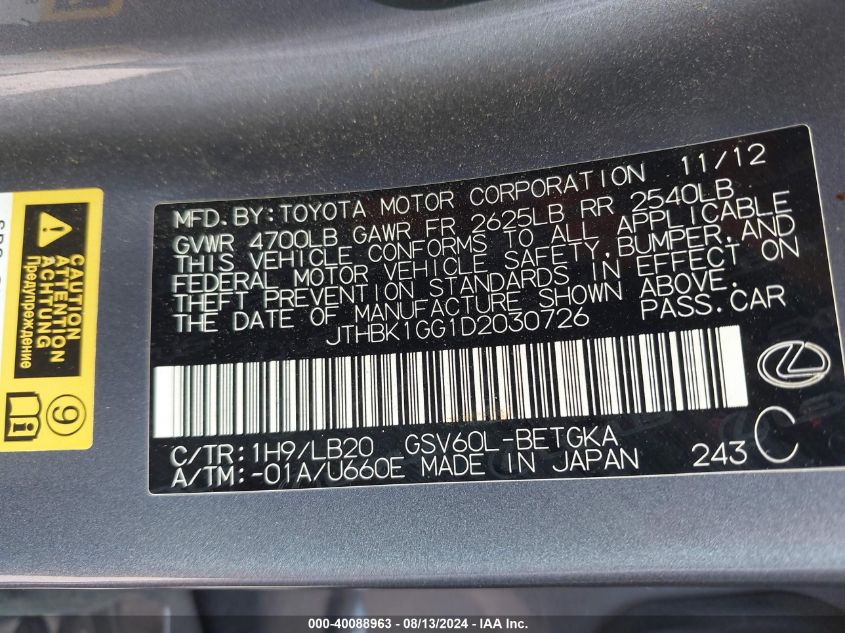 11/12
MFD. BY: TOYOTA MOTOR CORPORATION
GVWR 4700LB GAWR FR 2625LB RR 2540LB
THIS VEHICLE CONFORMS TO ALL APPLICABLE
FEDERAL MOTOR VEHICLE SAFETY, BUMPER, AND
THEFT PREVENTION STANDARDS IN EFFECT ON
THE DATE OF MANUFACTURE SHOWN ABOVE.
JTHBK1GG1D2030726 PASS. CAR
C/TR: 1H9/LB20 GSV60L-BETGKA
A/TM: -01A/U660E MADE IN JAPAN 243 C
CAUTION
ATTENTION
ACHTUNG
Предупреждение
9
000-40088963 - 08/13/2024 - © IAA, Inc.